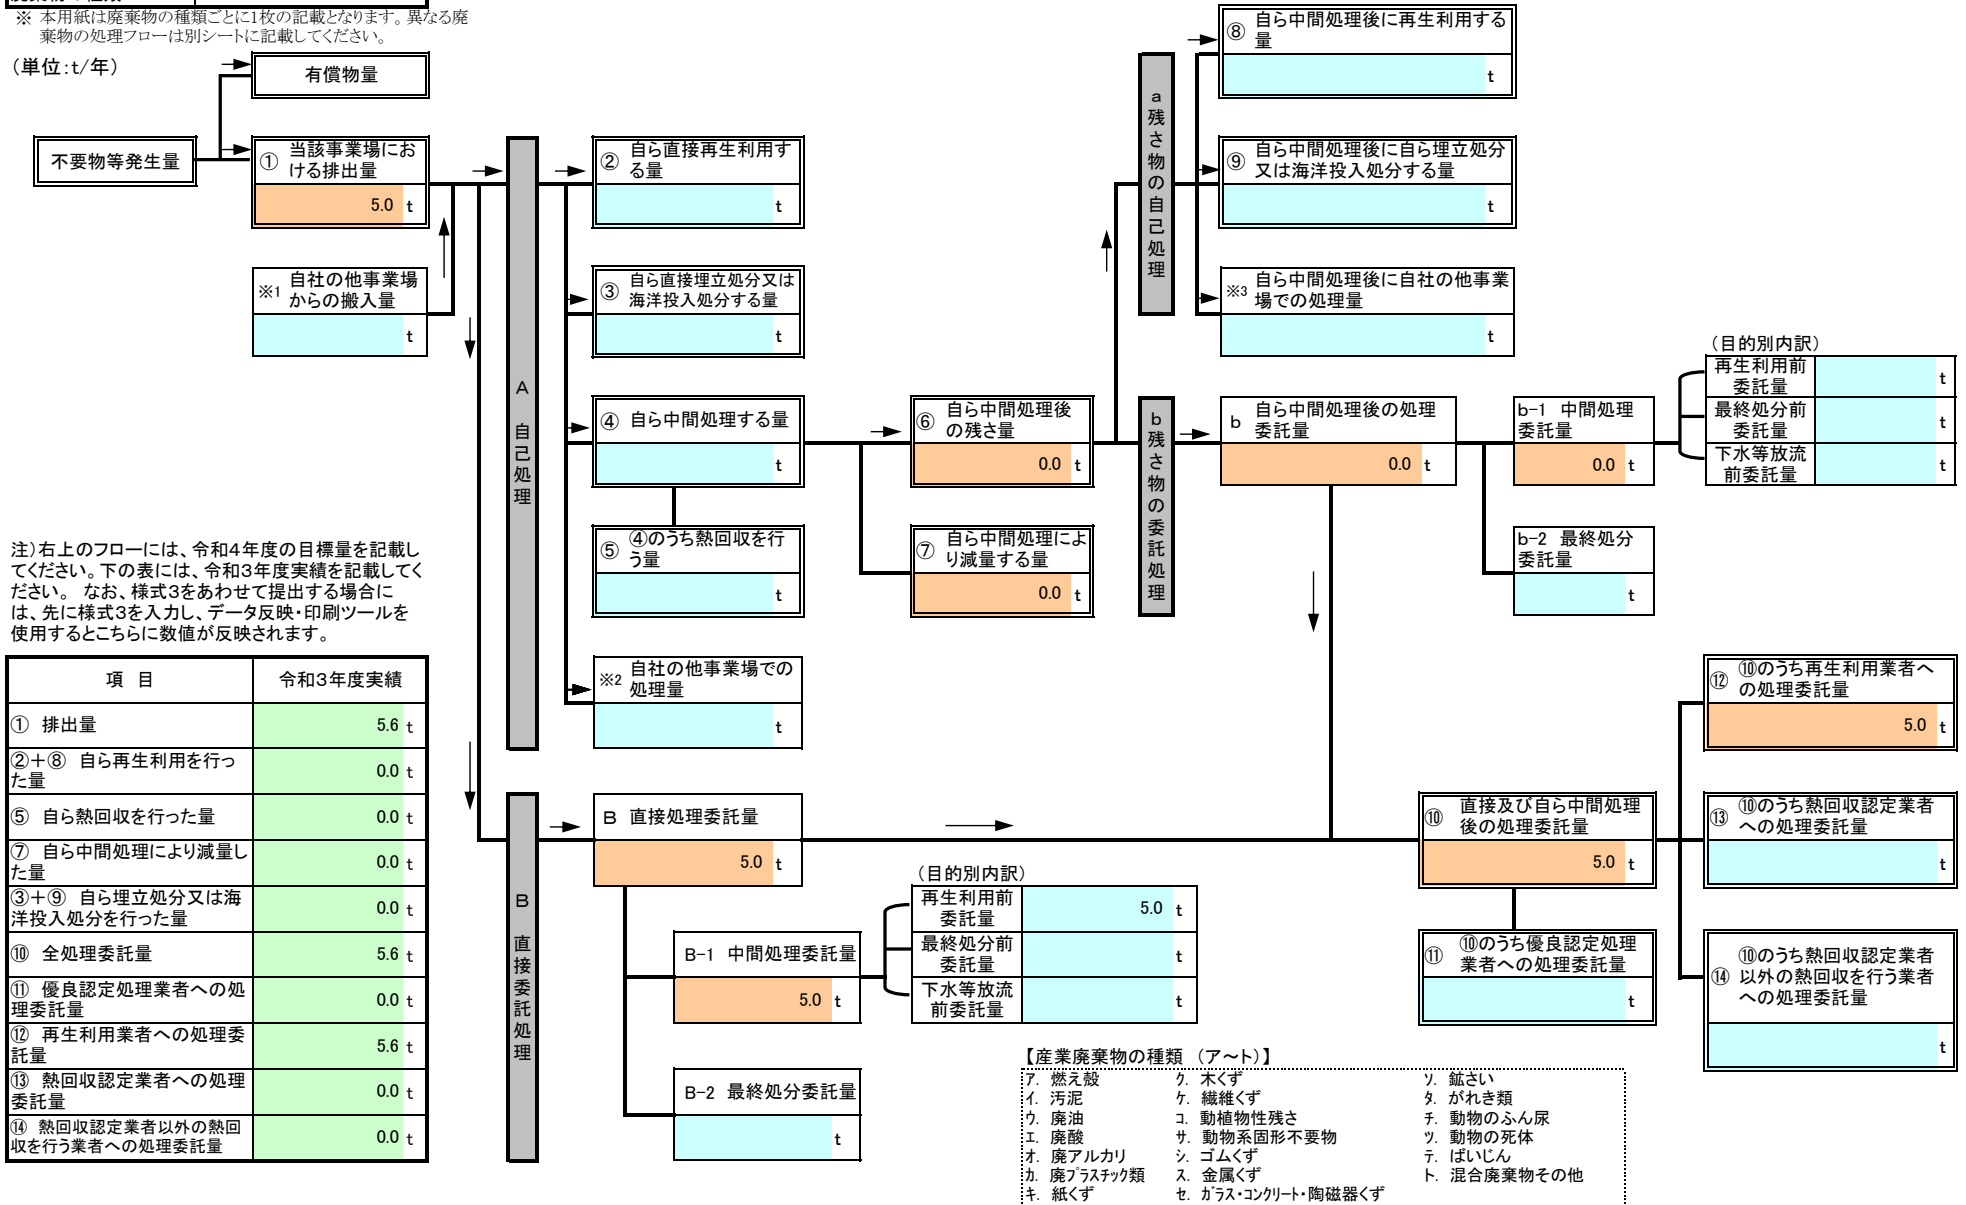 ※ 本用紙は廃棄物の種類ごとに1枚の記載となります。異なる廃
棄物の処理フローは別シートに記載してください。
(単位:t/年)
有償物量
不要物等発生量
① 当該事業場にお
ける排出量
5.0 t
※1 自社の他事業場
からの搬入量
t
A 自己処理
② 自ら直接再生利用す
る量
t
③ 自ら直接埋立処分又は
海洋投入処分する量
t
④ 自ら中間処理する量
t
⑤ ④のうち熱回収を行
う量
t
※2 自社の他事業場での
処理量
t
⑥ 自ら中間処理後
の残さ量
0.0 t
⑦ 自ら中間処理によ
り減量する量
0.0 t
a残さ物の自己処理
⑧ 自ら中間処理後に再生利用する
量
t
⑨ 自ら中間処理後に自ら埋立処分
又は海洋投入処分する量
t
※3 自ら中間処理後に自社の他事業
場での処理量
t
b残さ物の委託処理
b 自ら中間処理後の処理
委託量
0.0 t
b-1 中間処理
委託量
0.0 t
(目的別内訳)
再生利用前
委託量
t
最終処分前
委託量
t
下水等放流
前委託量
t
b-2 最終処分
委託量
t
注)右上のフローには、令和4年度の目標量を記載し
てください。下の表には、令和3年度実績を記載してく
ださい。 なお、様式3をあわせて提出する場合に
は、先に様式3を入力し、データ反映・印刷ツールを
使用するとこちらに数値が反映されます。
項 目 令和3年度実績
① 排出量 5.6 t
②+⑧ 自ら再生利用を行っ
た量 0.0 t
⑤ 自ら熱回収を行った量 0.0 t
⑦ 自ら中間処理により減量し
た量 0.0 t
③+⑨ 自ら埋立処分又は海
洋投入処分を行った量 0.0 t
⑩ 全処理委託量 5.6 t
⑪ 優良認定処理業者への処
理委託量 0.0 t
⑫ 再生利用業者への処理委
託量 5.6 t
⑬ 熱回収認定業者への処理
委託量 0.0 t
⑭ 熱回収認定業者以外の熱回
収を行う業者への処理委託量 0.0 t
B 直接委託処理
B 直接処理委託量
5.0 t
B-1 中間処理委託量
5.0 t
B-2 最終処分委託量
t
(目的別内訳)
再生利用前
委託量
5.0 t
最終処分前
委託量
t
下水等放流
前委託量
t
⑩ 直接及び自ら中間処理
後の処理委託量
5.0 t
⑪ ⑩のうち優良認定処理
業者への処理委託量
t
⑫ ⑩のうち再生利用業者へ
の処理委託量
5.0 t
⑬ ⑩のうち熱回収認定業者
への処理委託量
t
⑭ ⑩のうち熱回収認定業者
以外の熱回収を行う業者
への処理委託量
t
【産業廃棄物の種類 (ア~ト)】
ア. 燃え殻 ク. 木くず ソ. 鉱さい
イ. 汚泥 ケ. 繊維くず タ. がれき類
ウ. 廃油 コ. 動植物性残さ チ. 動物のふん尿
エ. 廃酸 サ. 動物系固形不要物 ツ. 動物の死体
オ. 廃アルカリ シ. ゴムくず テ. ばいじん
カ. 廃プラスチック類 ス. 金属くず ト. 混合廃棄物その他
キ. 紙くず セ. ガラス・コンクリート・陶磁器くず